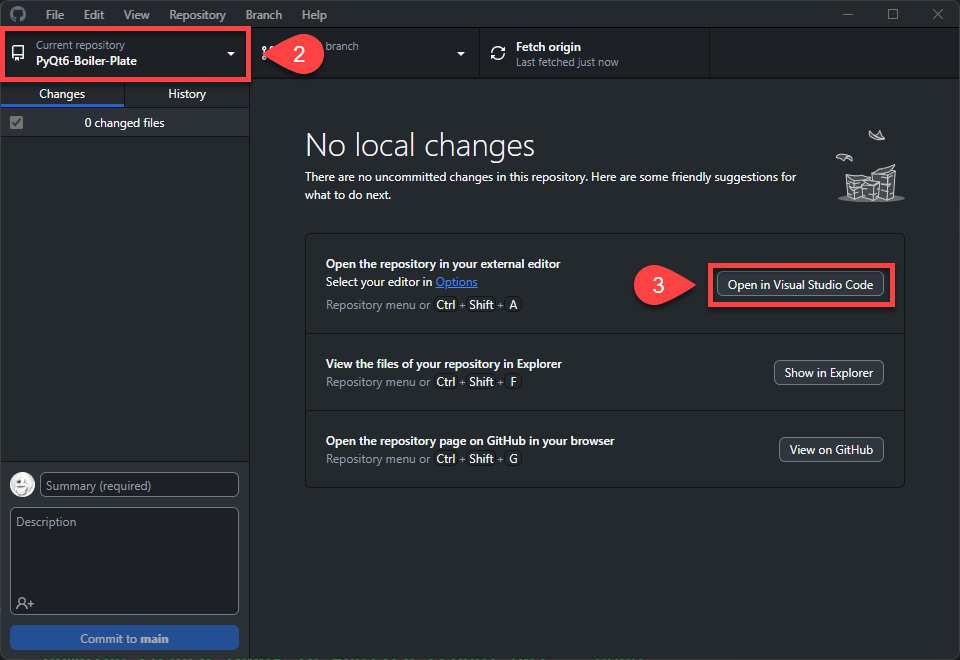 File Edit View Repository Branch Help
Current repository
PyQt6-Boiler-Plate
2
branch
Fetch origin
Last fetched just now
Changes History
0 changed files
No local changes
There are no uncommitted changes in this repository. Here are some friendly suggestions for
what to do next.
Open the repository in your external editor
Select your editor in Options
Repository menu or Ctrl + Shift + A
3
Open in Visual Studio Code
View the files of your repository in Explorer
Repository menu or Ctrl + Shift + F
Show in Explorer
Open the repository page on GitHub in your browser
Repository menu or Ctrl + Shift + G
View on GitHub
Summary (required)
Description
Commit to main